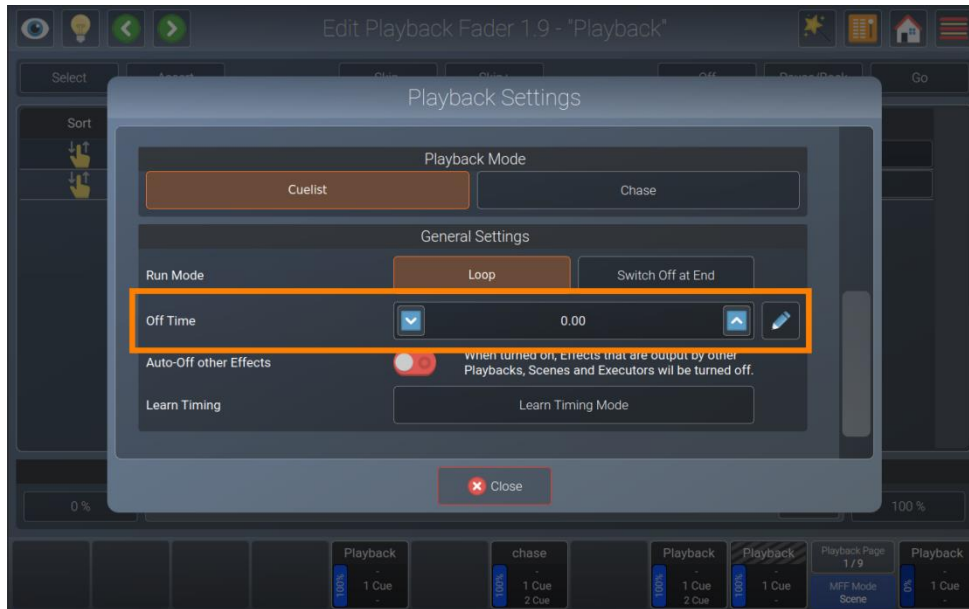 Edit Playback Fader 1.9 - "Playback"
Select
Off
Go
Playback Settings
Sort
Playback Mode
Cuelist
Chase
General Settings
Run Mode
Loop
Switch Off at End
Off Time
0.00
Auto-Off other Effects
When turned on, Effects that are output by other
Playbacks, Scenes and Executors wil be turned off.
Learn Timing
Learn Timing Mode
Close
0 %
100 %
Playback
-
100%
1 Cue
-
chase
-
100%
1 Cue
2 Cue
Playback
-
100%
1 Cue
2 Cue
Playback
-
100%
1 Cue
-
Playback Page
1 / 9
MFF Mode
Scene
Playback
-
0%
1 Cue
-